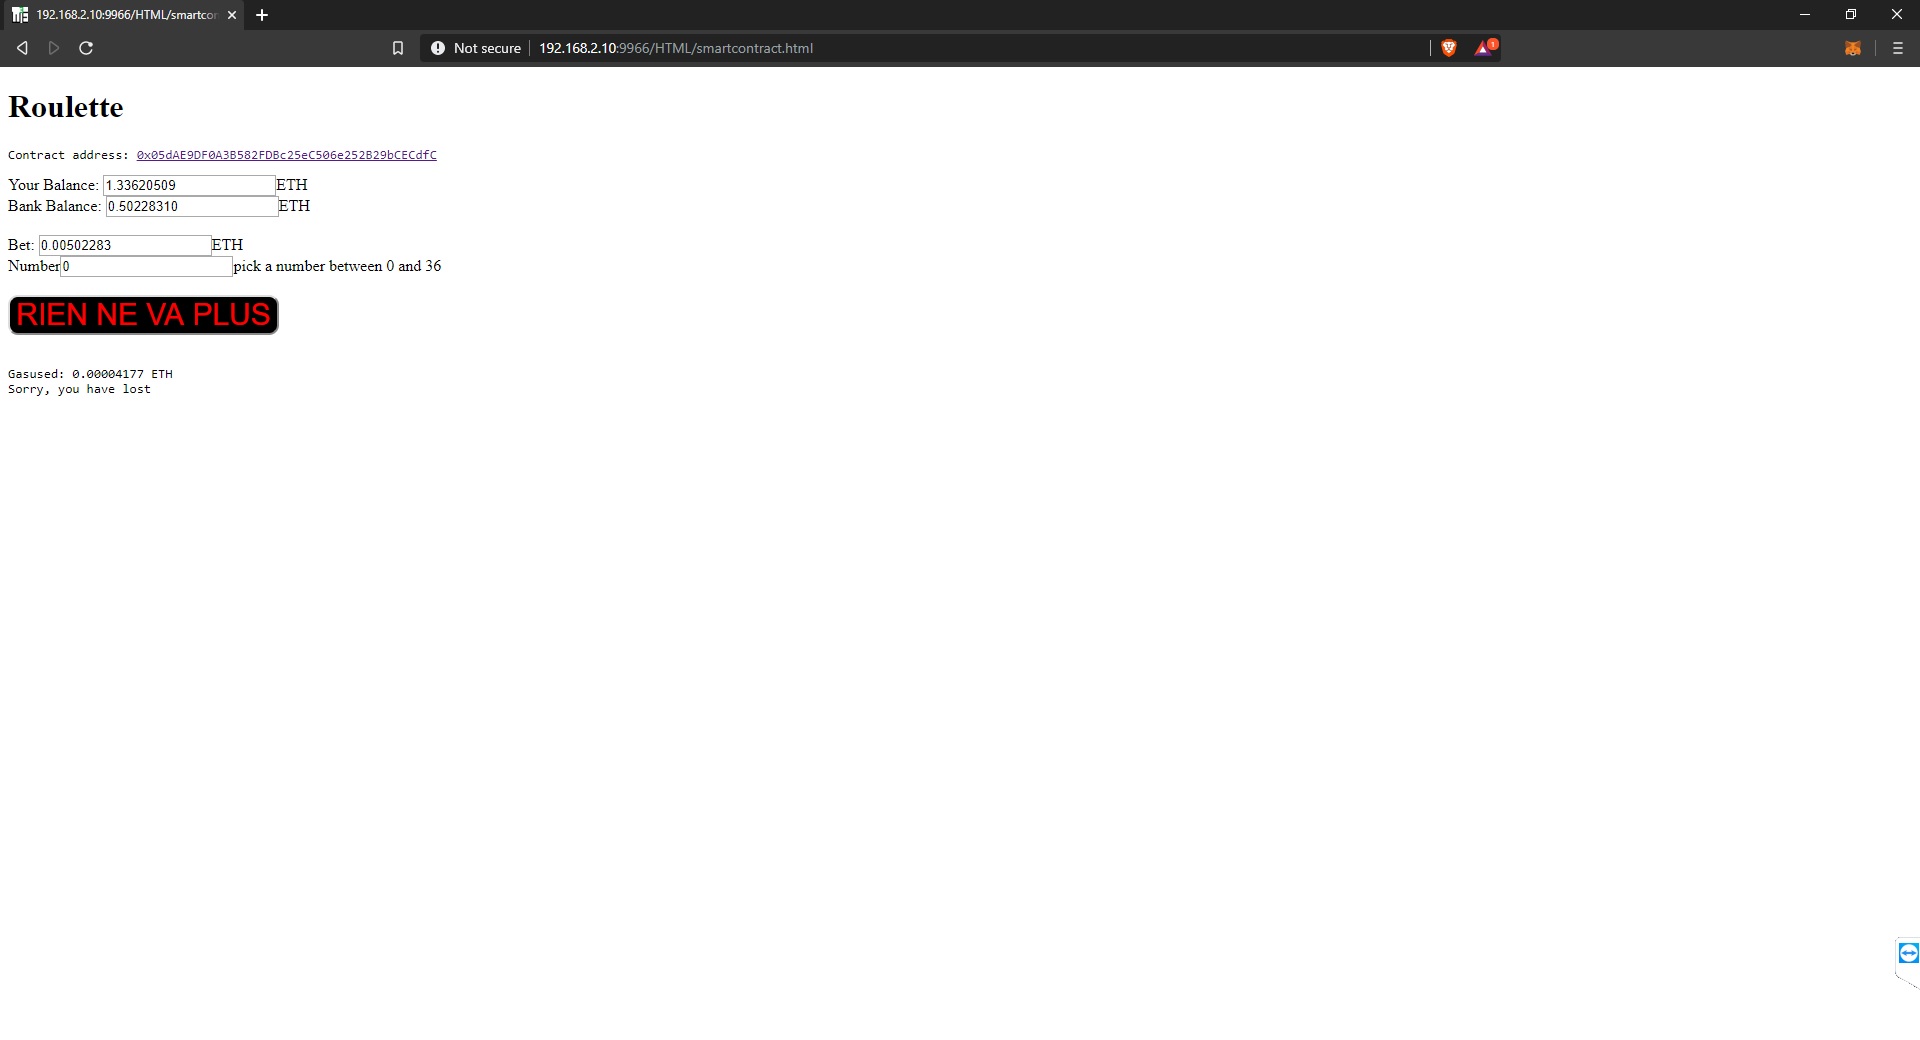 192.168.2.10:9966/HTML/smartcon
Not secure
192.168.2.10:9966/HTML/smartcontract.html
1
Roulette
Contract address: 0x05dAE9DF0A3B582FDBc25eC506e252B29bCECdfC
Your Balance: 1.33620509 ETH
Bank Balance: 0.50228310 ETH
Bet: 0.00502283 ETH
Number 0 pick a number between 0 and 36
RIEN NE VA PLUS
Gasused: 0.00004177 ETH
Sorry, you have lost